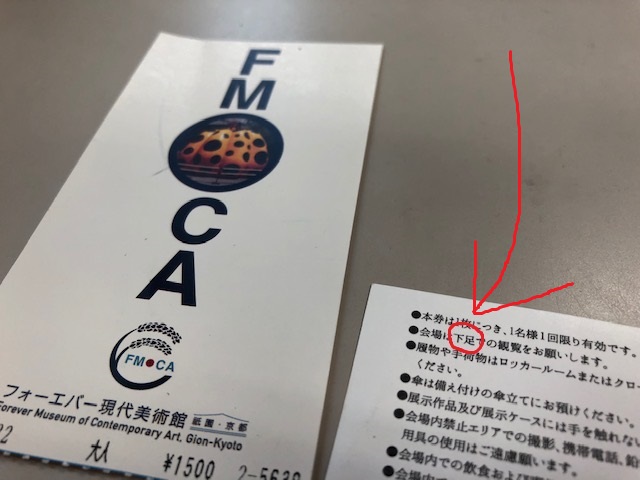 FMOCA
FM●CA
フォーエバー現代美術館 祇園・京都
Forever Museum of Contemporary Art, Gion-Kyoto
大人
¥1500
2-5638
●本券は1枚につき、1名様1回限り有効です。
●会場は下足での観覧をお願いします。
●履物や手荷物はロッカールームまたはクロー
ください。
●傘は備え付けの傘立てにお預けください。
●展示作品及び展示ケースには手を触れない
●会場内禁止エリアでの撮影、携帯電話、鉛
用具の使用はご遠慮願います。
●会場内での飲食および喫